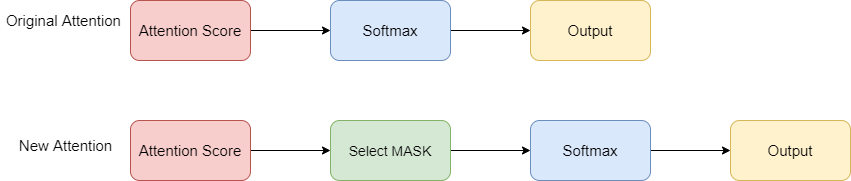 Original Attention
Attention Score
Softmax
Output
New Attention
Attention Score
Select MASK
Softmax
Output